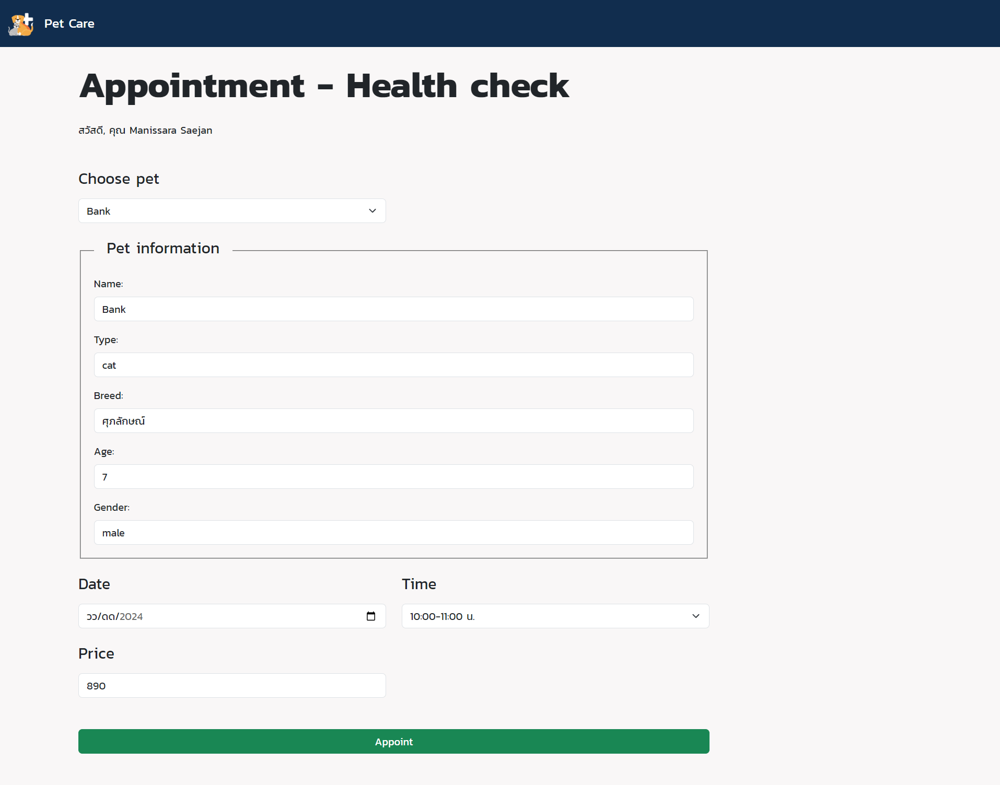 Pet Care
Appointment - Health check
สวัสดี, คุณ Manissara Saejan
Choose pet
Bank
Pet information
Name:
Bank
Type:
cat
Breed:
ศุภลักษณ์
Age:
7
Gender:
male
Date
Time
วว/ดด/2024
10:00-11:00 น.
Price
890
Appoint